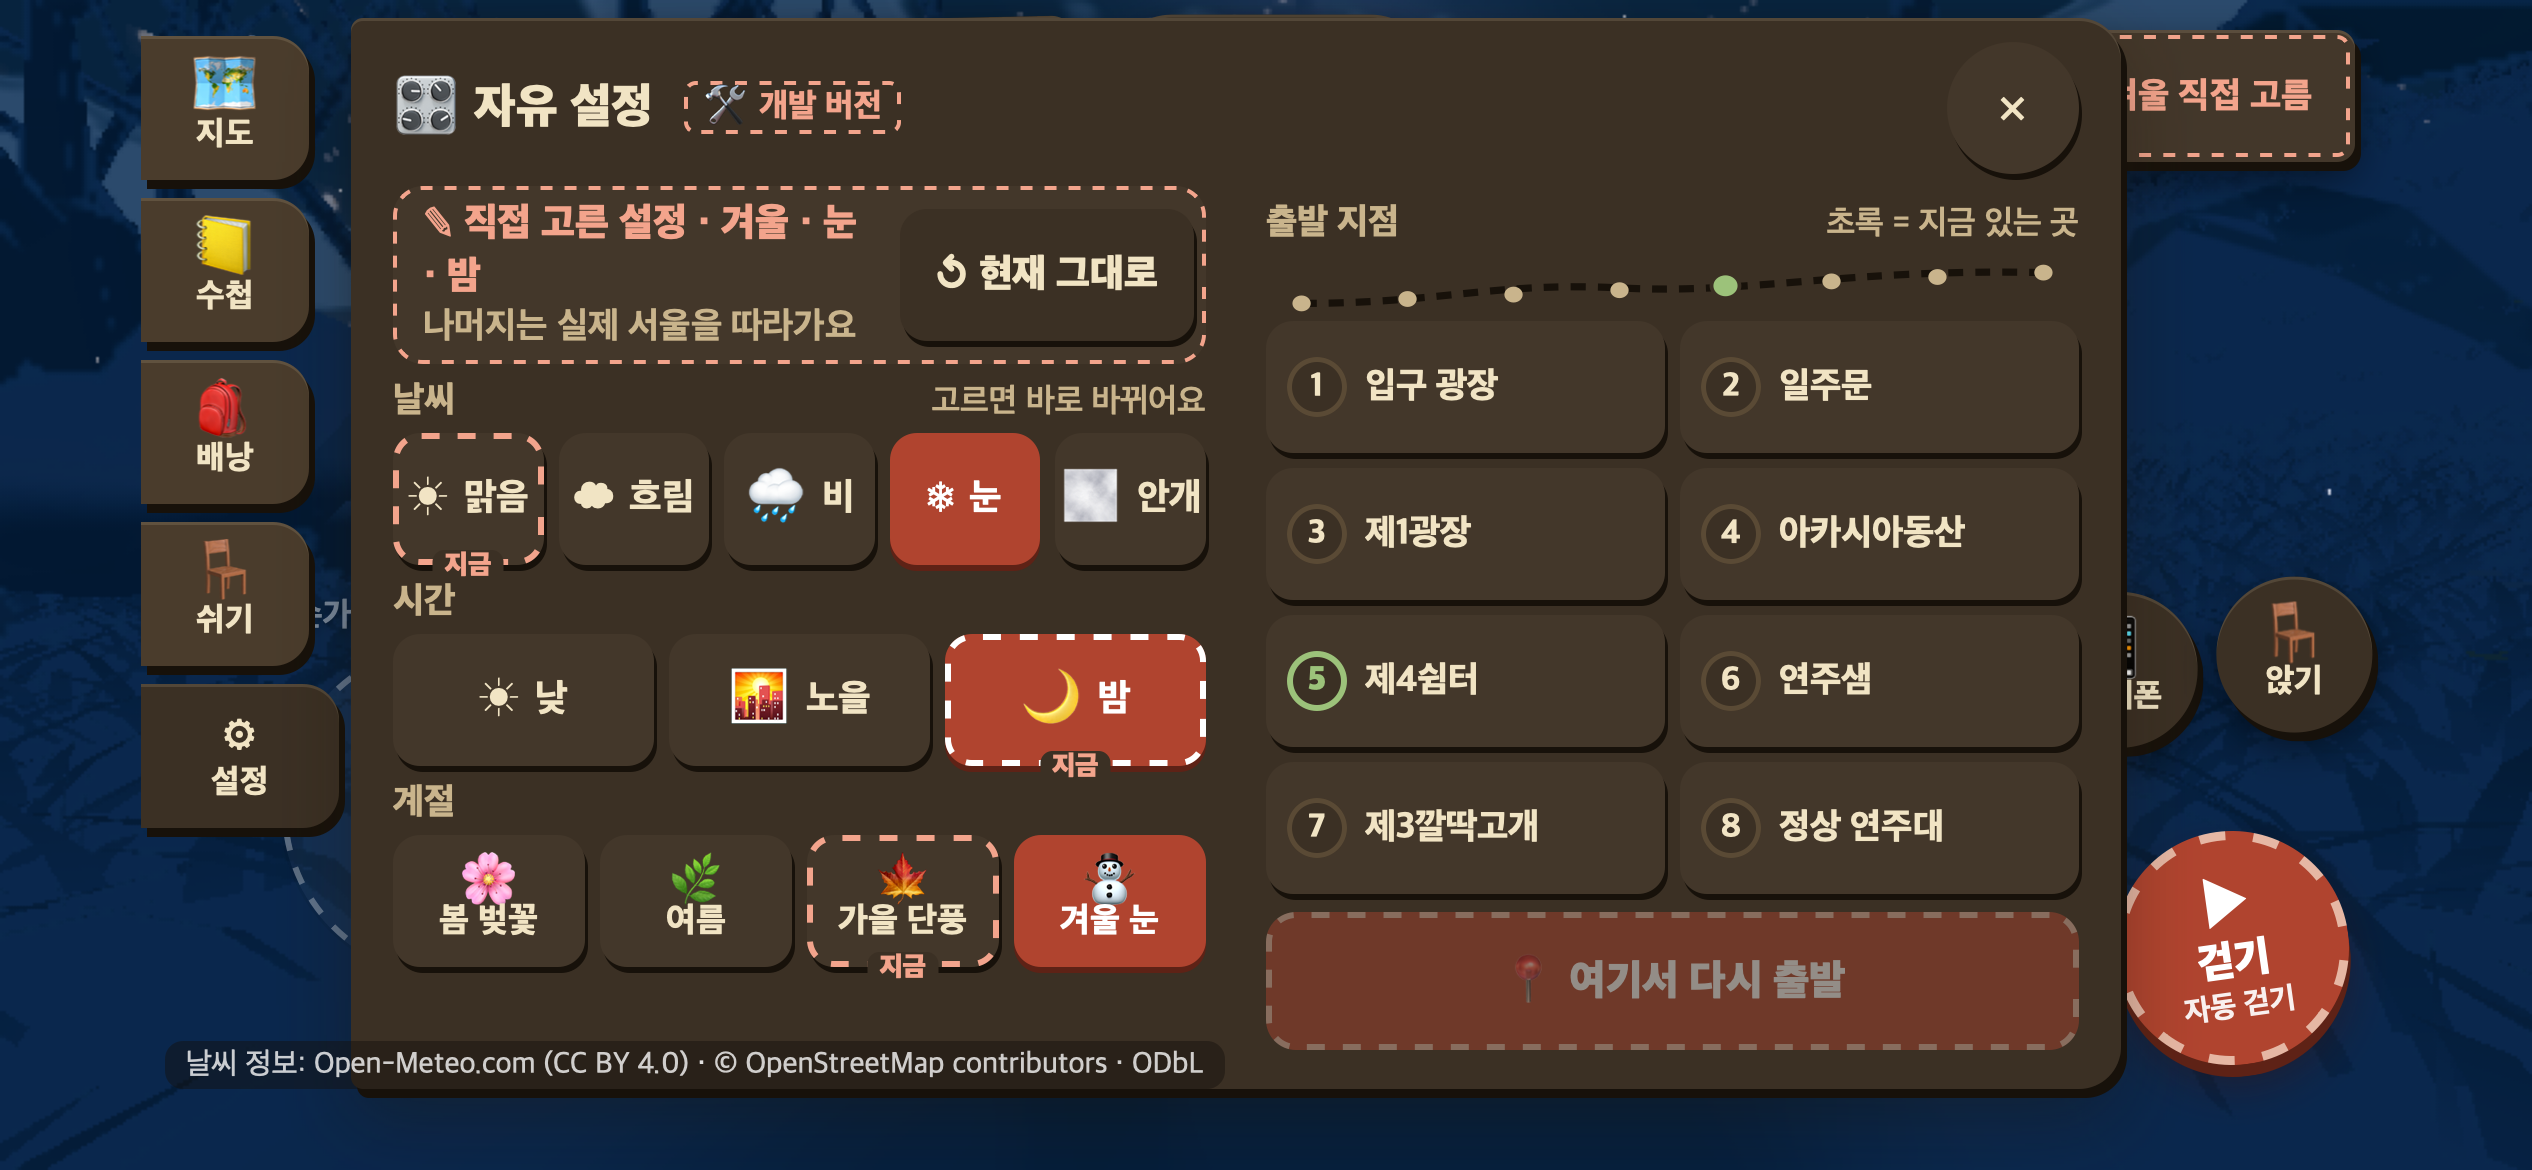 지도
수첩
배낭
쉬기
설정
자유 설정
개발 버전
×
직접 고른 설정 · 겨울 · 눈
· 밤
나머지는 실제 서울을 따라가요
현재 그대로
날씨
고르면 바로 바뀌어요
맑음
지금
흐림
비
눈
안개
시간
낮
노을
밤
지금
계절
봄 벚꽃
여름
가을 단풍
지금
겨울 눈
출발 지점
초록 = 지금 있는 곳
1 입구 광장
2 일주문
3 제1광장
4 아카시아동산
5 제4쉼터
6 연주샘
7 제3깔딱고개
8 정상 연주대
여기서 다시 출발
직접 고름
앉기
걷기
자동 걷기
날씨 정보: Open-Meteo.com (CC BY 4.0) · © OpenStreetMap contributors · ODbL